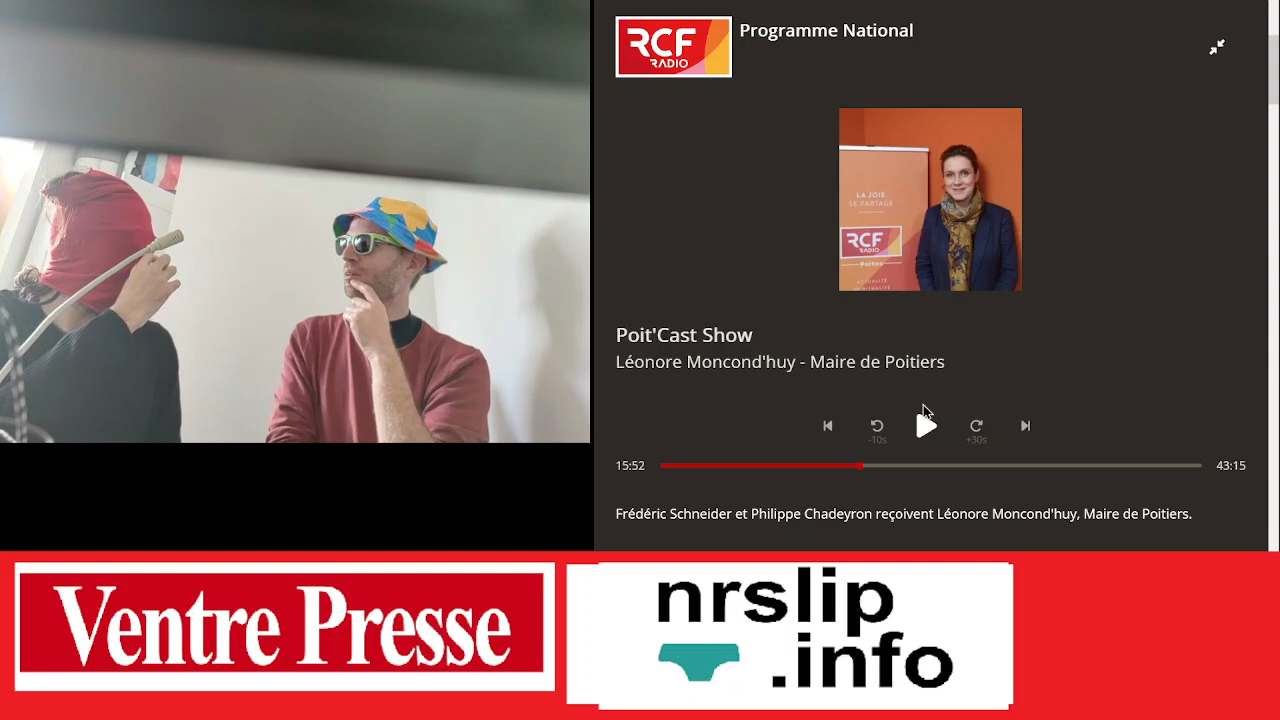 RCF
RADIO
Programme National
LA JOIE
SE PARTAGE
RCF
RADIO
Poitou
ACTUALITÉ
Poit'Cast Show
Léonore Moncond'huy - Maire de Poitiers
-10s
+30s
15:52
43:15
Frédéric Schneider et Philippe Chadeyron reçoivent Léonore Moncond'huy, Maire de Poitiers.
Ventre Presse
nrslip
.info